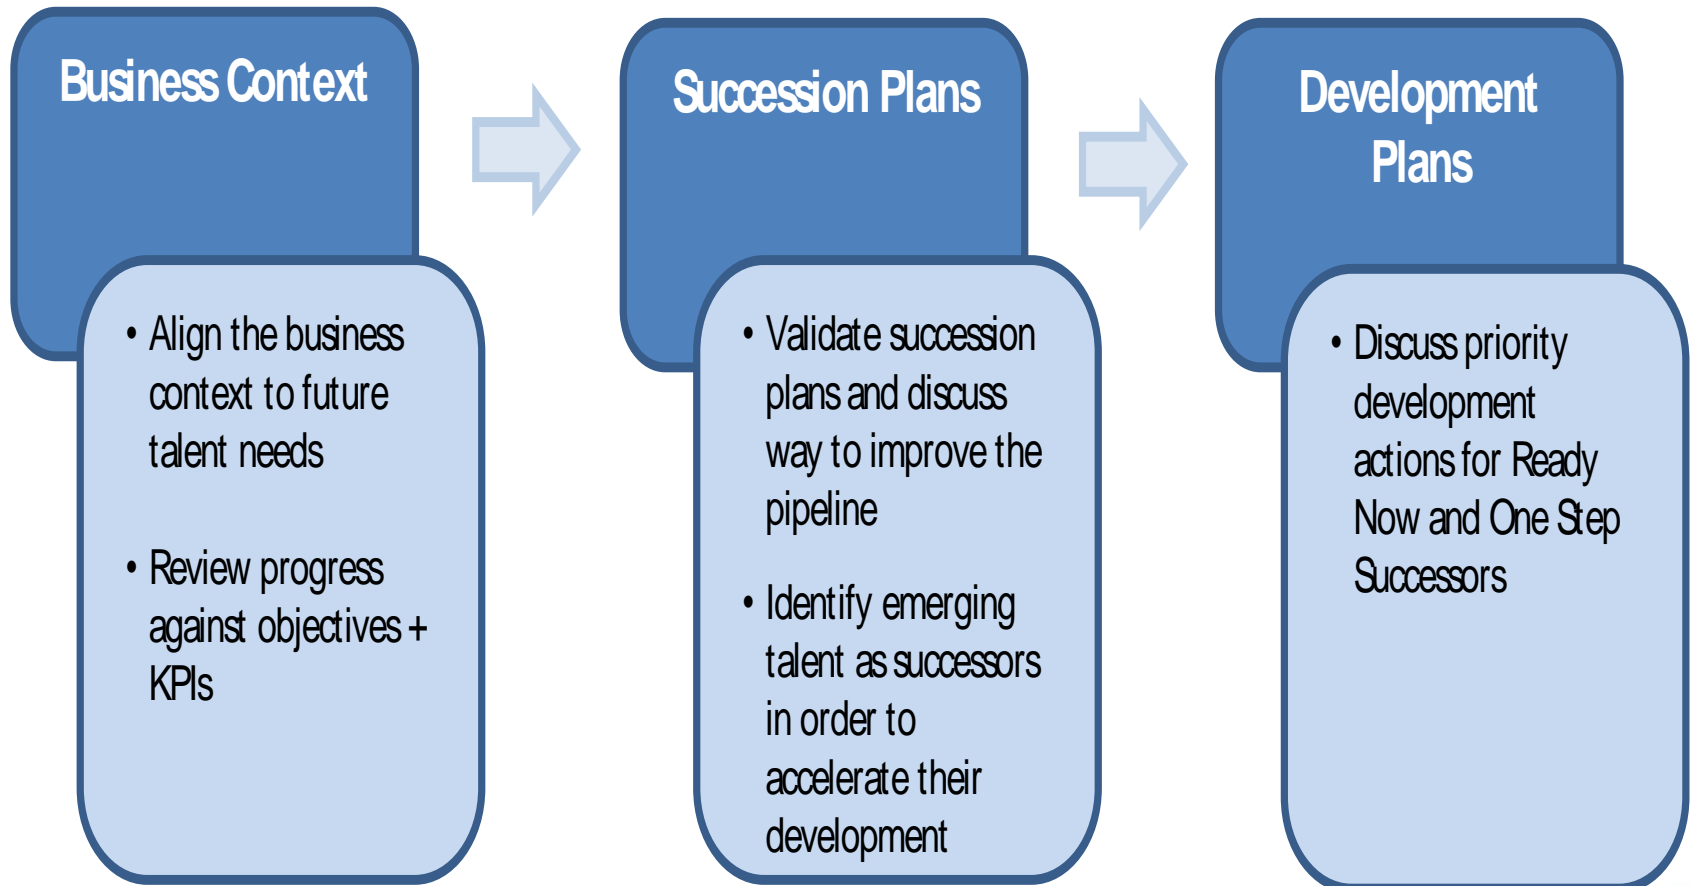 Business Context
• Align the business
context to future
talent needs
• Review progress
against objectives +
KPIs
Succession Plans
• Validate succession
plans and discuss
way to improve the
pipeline
• Identify emerging
talent as successors
in order to
accelerate their
development
Development
Plans
• Discuss priority
development
actions for Ready
Now and One Step
Successors